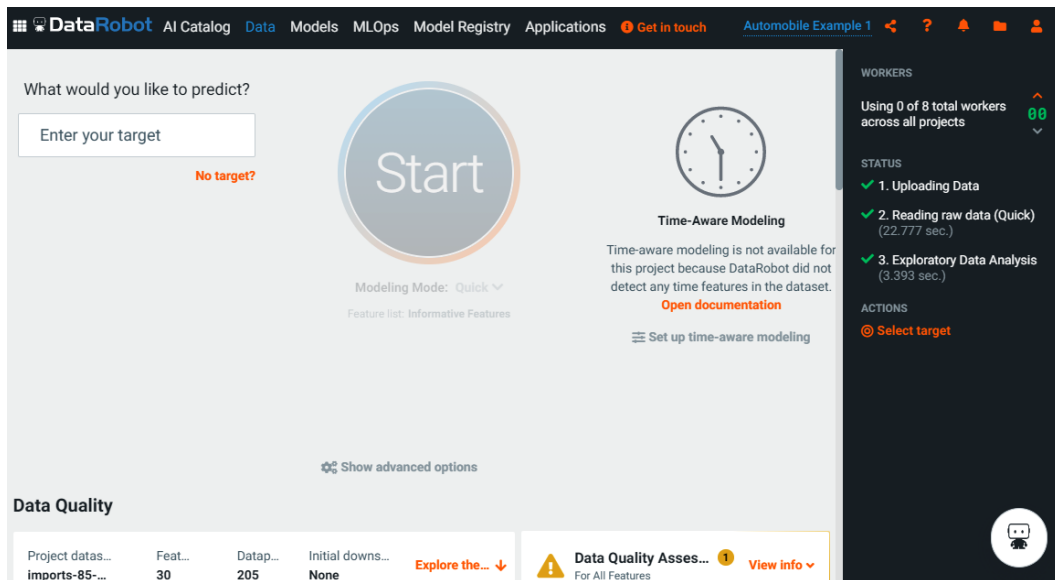 DataRobot AI Catalog Data Models MLOps Model Registry Applications Get in touch Automobile Example 1 ?
What would you like to predict?
Enter your target
No target?
Start
Modeling Mode: Quick
Feature list: Informative Features
Time-Aware Modeling
Time-aware modeling is not available for
this project because DataRobot did not
detect any time features in the dataset.
Open documentation
Set up time-aware modeling
Show advanced options
Data Quality
Project datas... Feat... Datap... Initial downs...
imports-85-... 30 205 None
Explore the...
Data Quality Asses... 1
For All Features
View info
WORKERS
Using 0 of 8 total workers
across all projects
00
STATUS
1. Uploading Data
2. Reading raw data (Quick)
(22.777 sec.)
3. Exploratory Data Analysis
(3.393 sec.)
ACTIONS
Select target